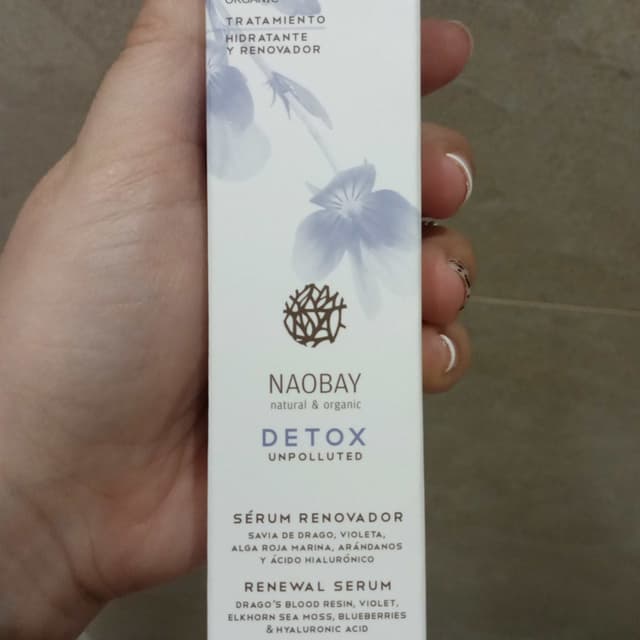 ORGANIC
TRATAMIENTO
HIDRATANTE
Y RENOVADOR
NAOBAY
natural & organic
DETOX
UNPOLLUTED
SÉRUM RENOVADOR
SAVIA DE DRAGO, VIOLETA,
ALGA ROJA MARINA, ARÁNDANOS
Y ÁCIDO HIALURÓNICO
RENEWAL SERUM
DRAGO'S BLOOD RESIN, VIOLET,
ELKHORN SEA MOSS, BLUEBERRIES
& HYALURONIC ACID